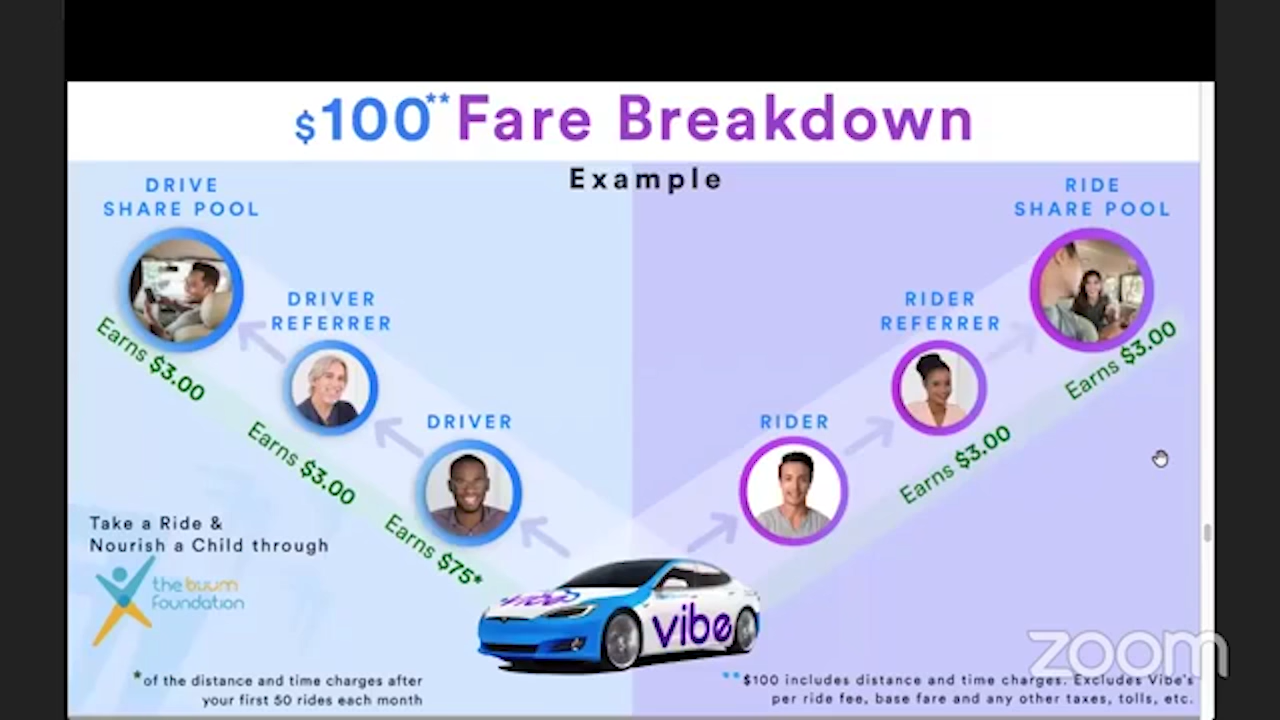 $100** Fare Breakdown
Example
DRIVE
SHARE POOL
RIDE
SHARE POOL
DRIVER
REFERRER
RIDER
REFERRER
Earns $3.00
Earns $3.00
DRIVER
RIDER
Earns $3.00
Earns $3.00
Earns $75*
Take a Ride &
Nourish a Child through
the buum
foundation
vibe
vibe
zoom
*of the distance and time charges after
your first 50 rides each month
**$100 includes distance and time charges. Excludes Vibe's
per ride fee, base fare and any other taxes, tolls, etc.